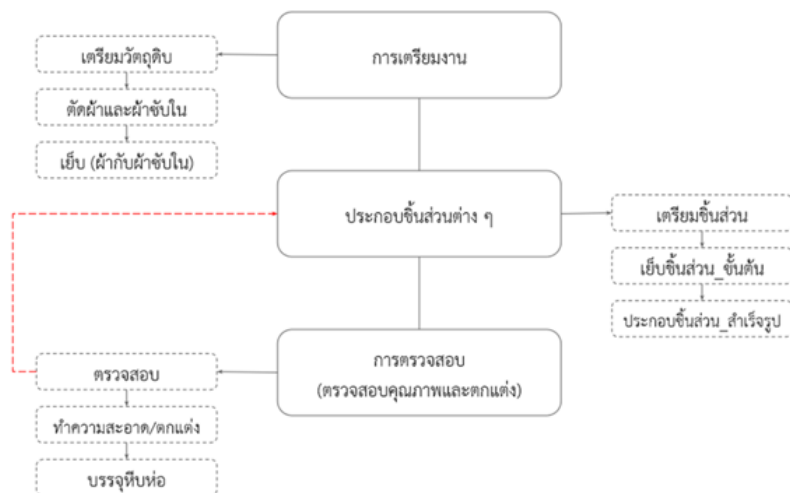 การเตรียมงาน
เตรียมวัตถุดิบ
ตัดผ้าและผ้าซับใน
เย็บ (ผ้ากับผ้าซับใน)
ประกอบชิ้นส่วนต่าง ๆ
เตรียมชิ้นส่วน
เย็บชิ้นส่วน_ขั้นต้น
ประกอบชิ้นส่วน_สำเร็จรูป
การตรวจสอบ
(ตรวจสอบคุณภาพและตกแต่ง)
ตรวจสอบ
ทำความสะอาด/ตกแต่ง
บรรจุหีบห่อ